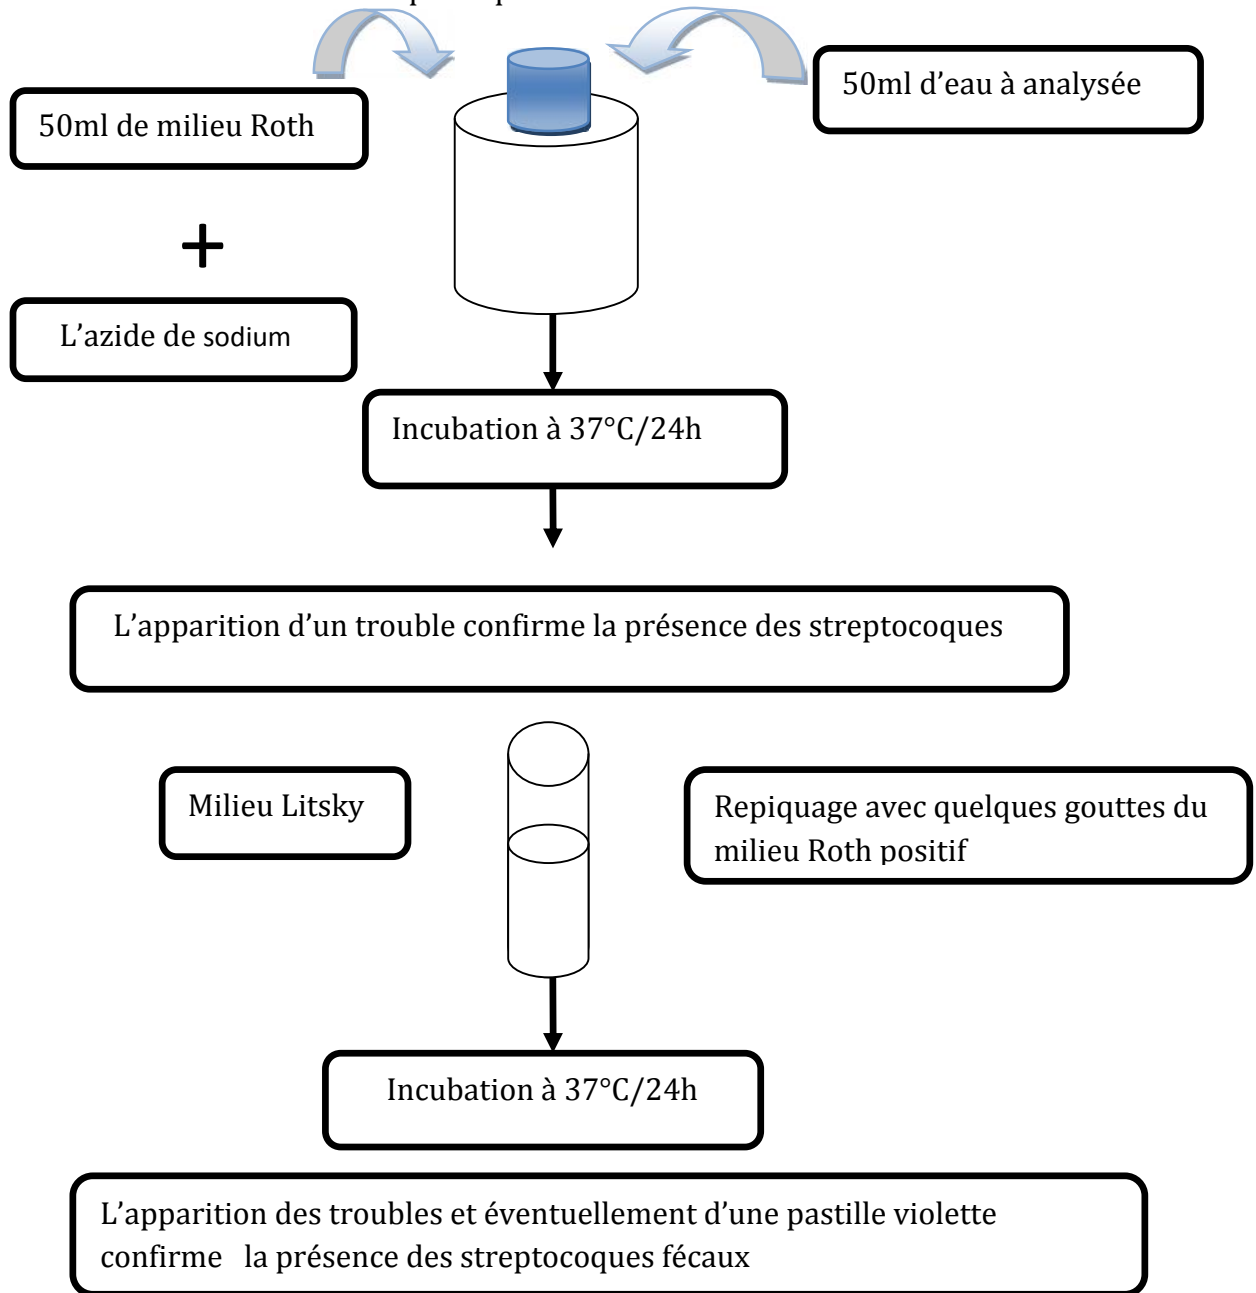 50ml d’eau à analysée
50ml de milieu Roth
+
L’azide de sodium
Incubation à 37°C/24h
L’apparition d’un trouble confirme la présence des streptocoques
Milieu Litsky
Repiquage avec quelques gouttes du
milieu Roth positif
Incubation à 37°C/24h
L’apparition des troubles et éventuellement d’une pastille violette
confirme la présence des streptocoques fécaux